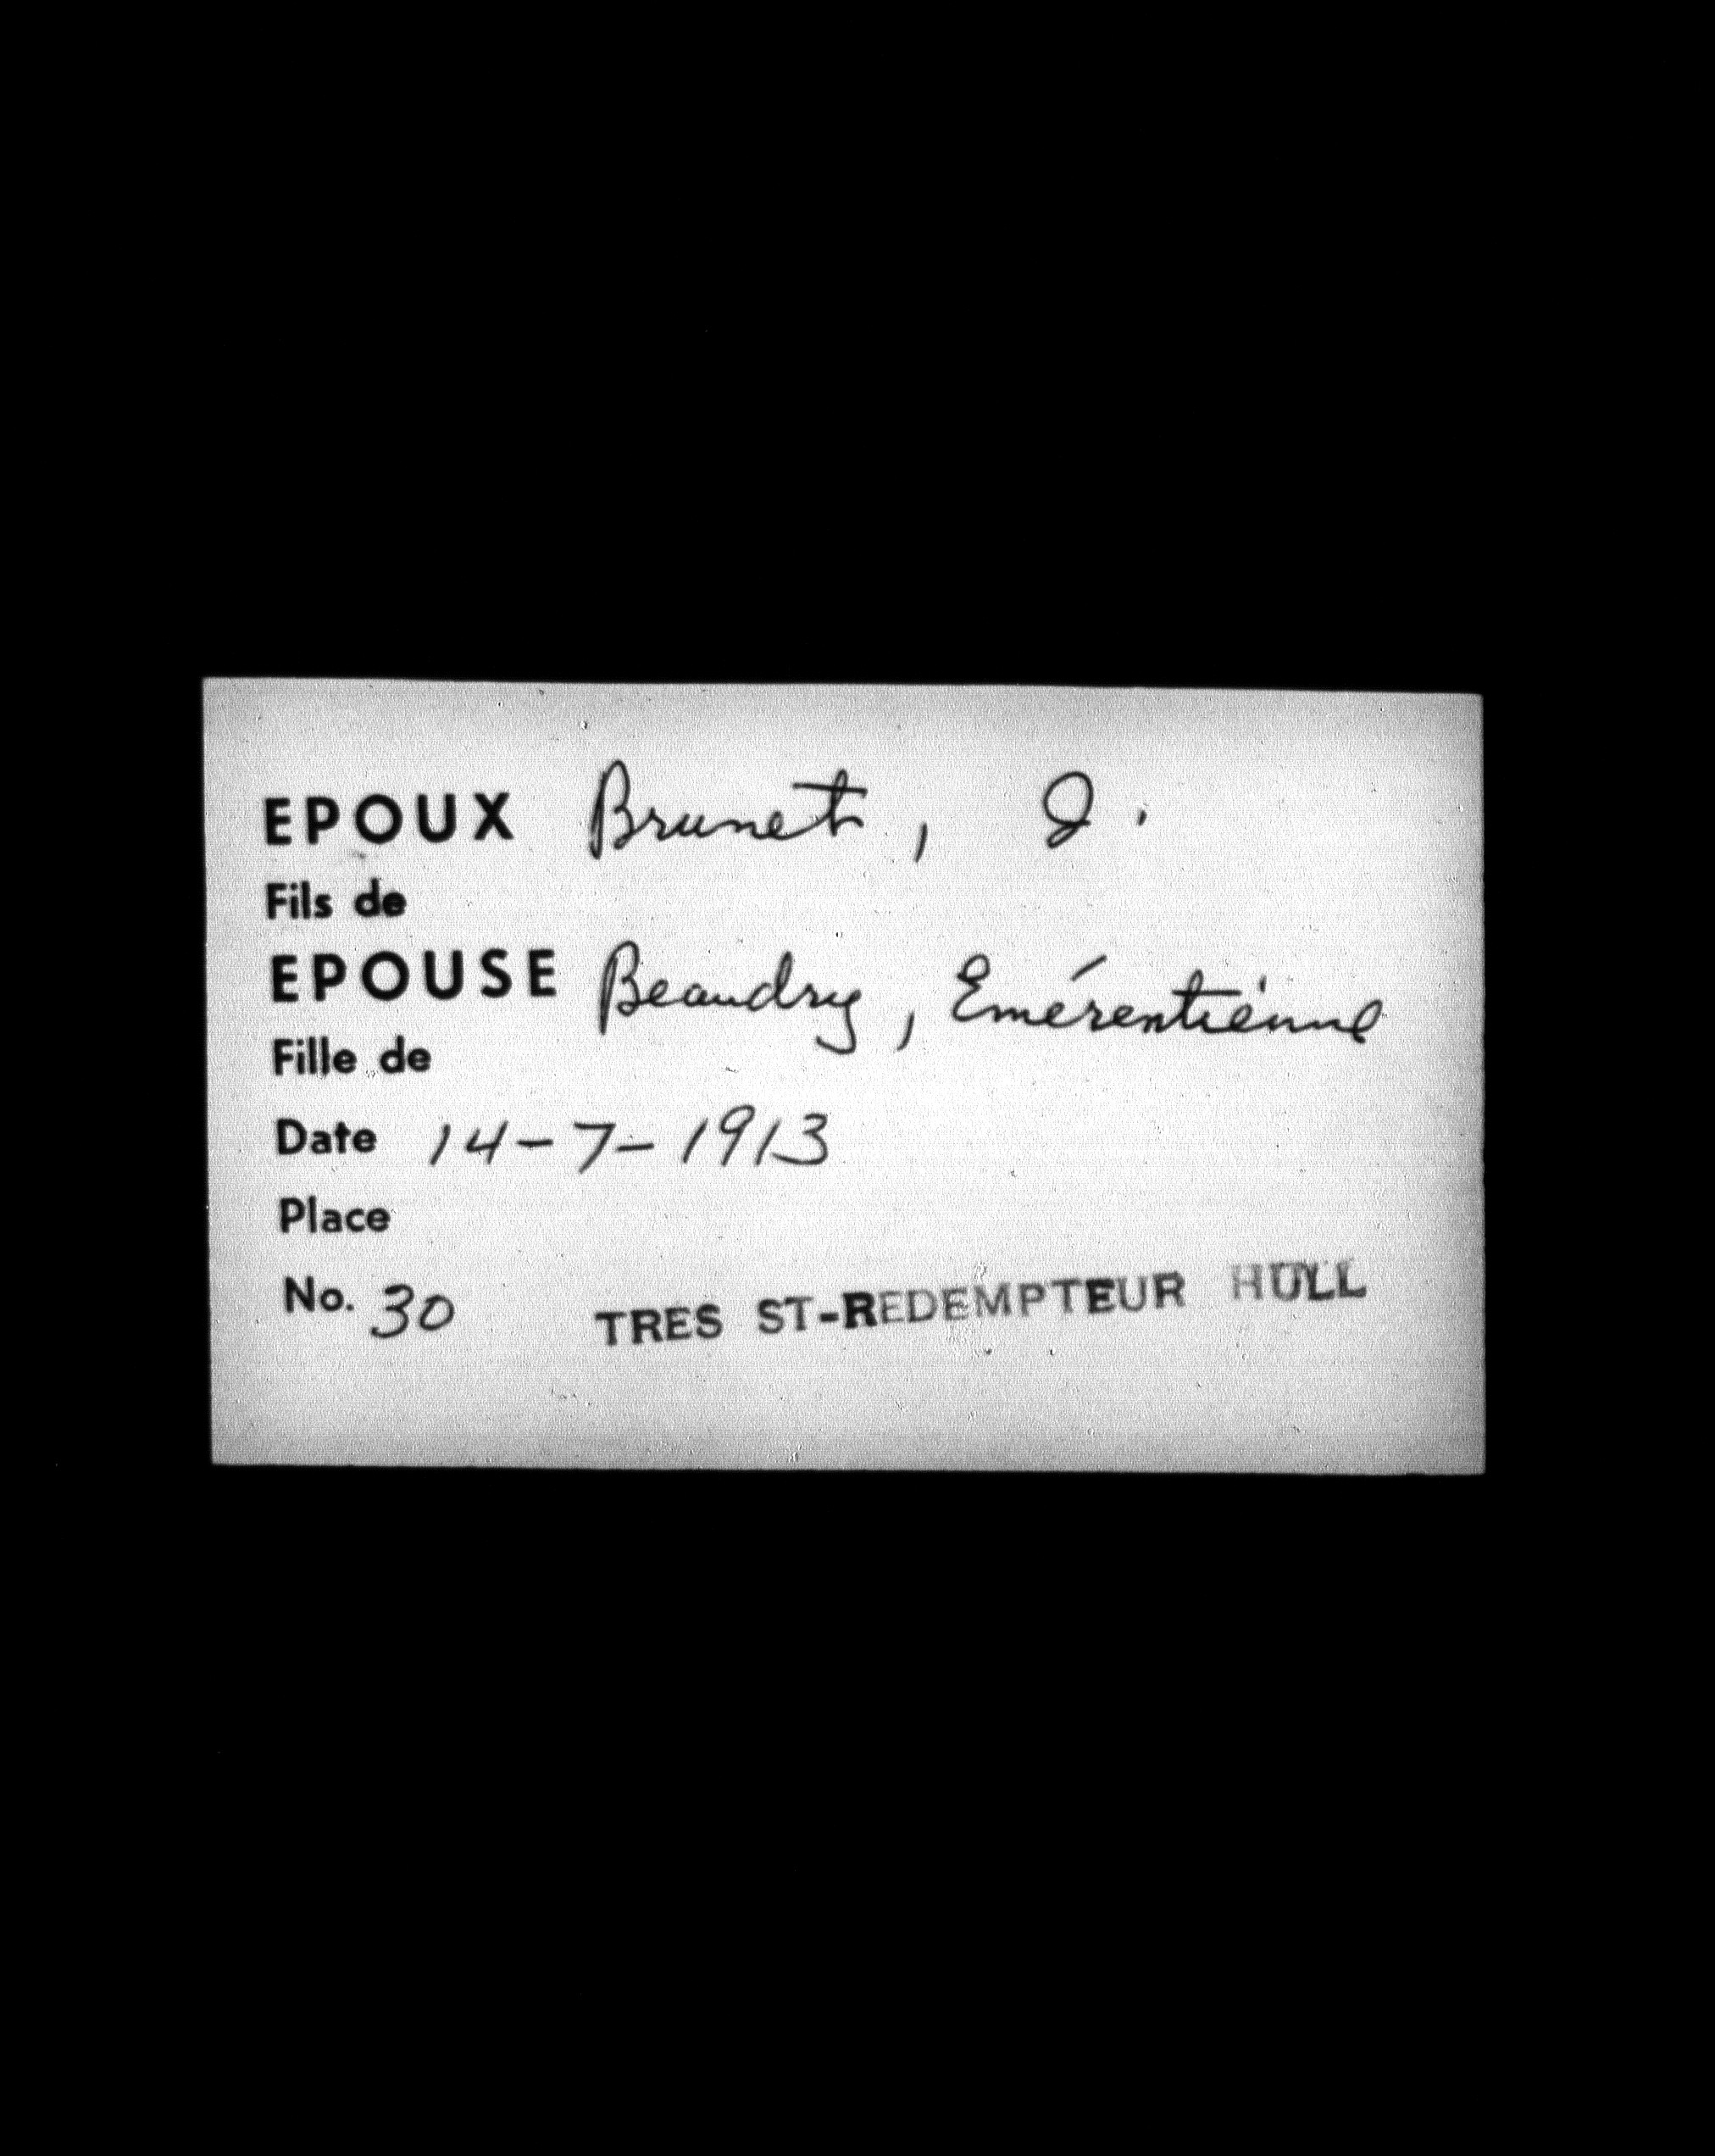 EPOUX Brunet, J.
Fils de
EPOUSE Beaudry, Emérentienne
Fille de
Date 14-7-1913
Place
No. 30 TRES ST-REDEMPTEUR HULL